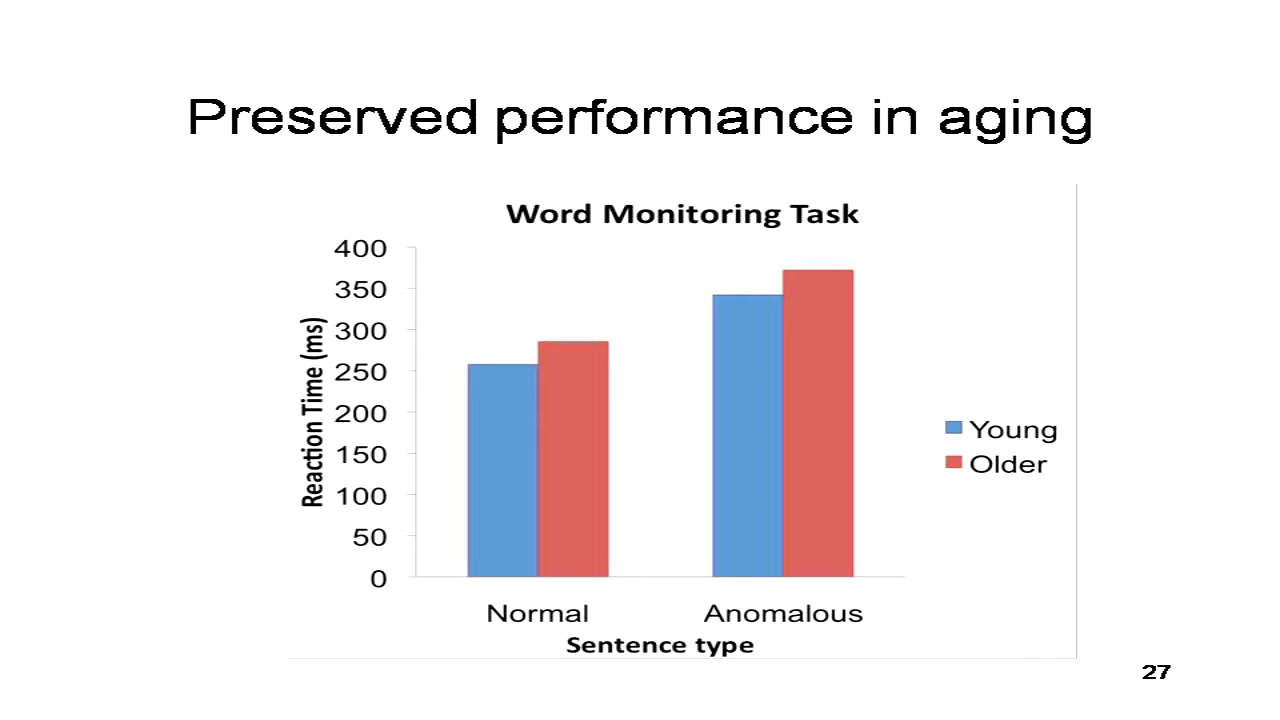 Preserved performance in aging
Word Monitoring Task
400
350
300
250
200
150
100
50
0
Reaction Time (ms)
Normal
Anomalous
Sentence type
Young
Older
27